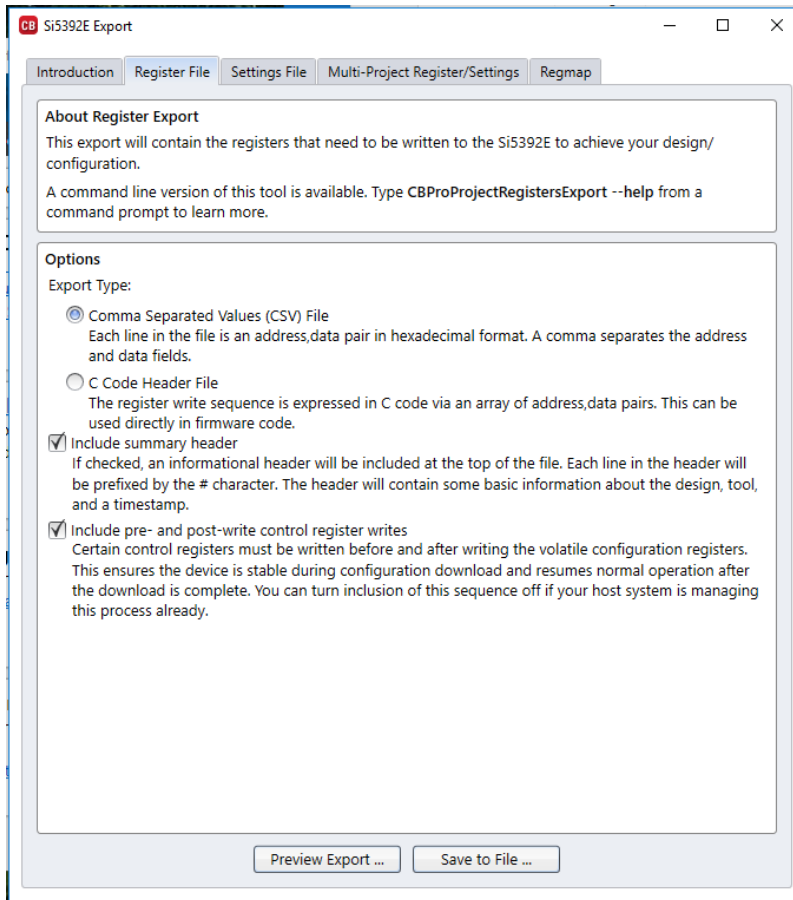 CB Si5392E Export
Introduction Register File Settings File Multi-Project Register/Settings Regmap
About Register Export
This export will contain the registers that need to be written to the Si5392E to achieve your design/
configuration.
A command line version of this tool is available. Type CBProProjectRegistersExport --help from a
command prompt to learn more.
Options
Export Type:
Comma Separated Values (CSV) File
Each line in the file is an address,data pair in hexadecimal format. A comma separates the address
and data fields.
C Code Header File
The register write sequence is expressed in C code via an array of address,data pairs. This can be
used directly in firmware code.
Include summary header
If checked, an informational header will be included at the top of the file. Each line in the header will
be prefixed by the # character. The header will contain some basic information about the design, tool,
and a timestamp.
Include pre- and post-write control register writes
Certain control registers must be written before and after writing the volatile configuration registers.
This ensures the device is stable during configuration download and resumes normal operation after
the download is complete. You can turn inclusion of this sequence off if your host system is managing
this process already.
Preview Export ... Save to File ...